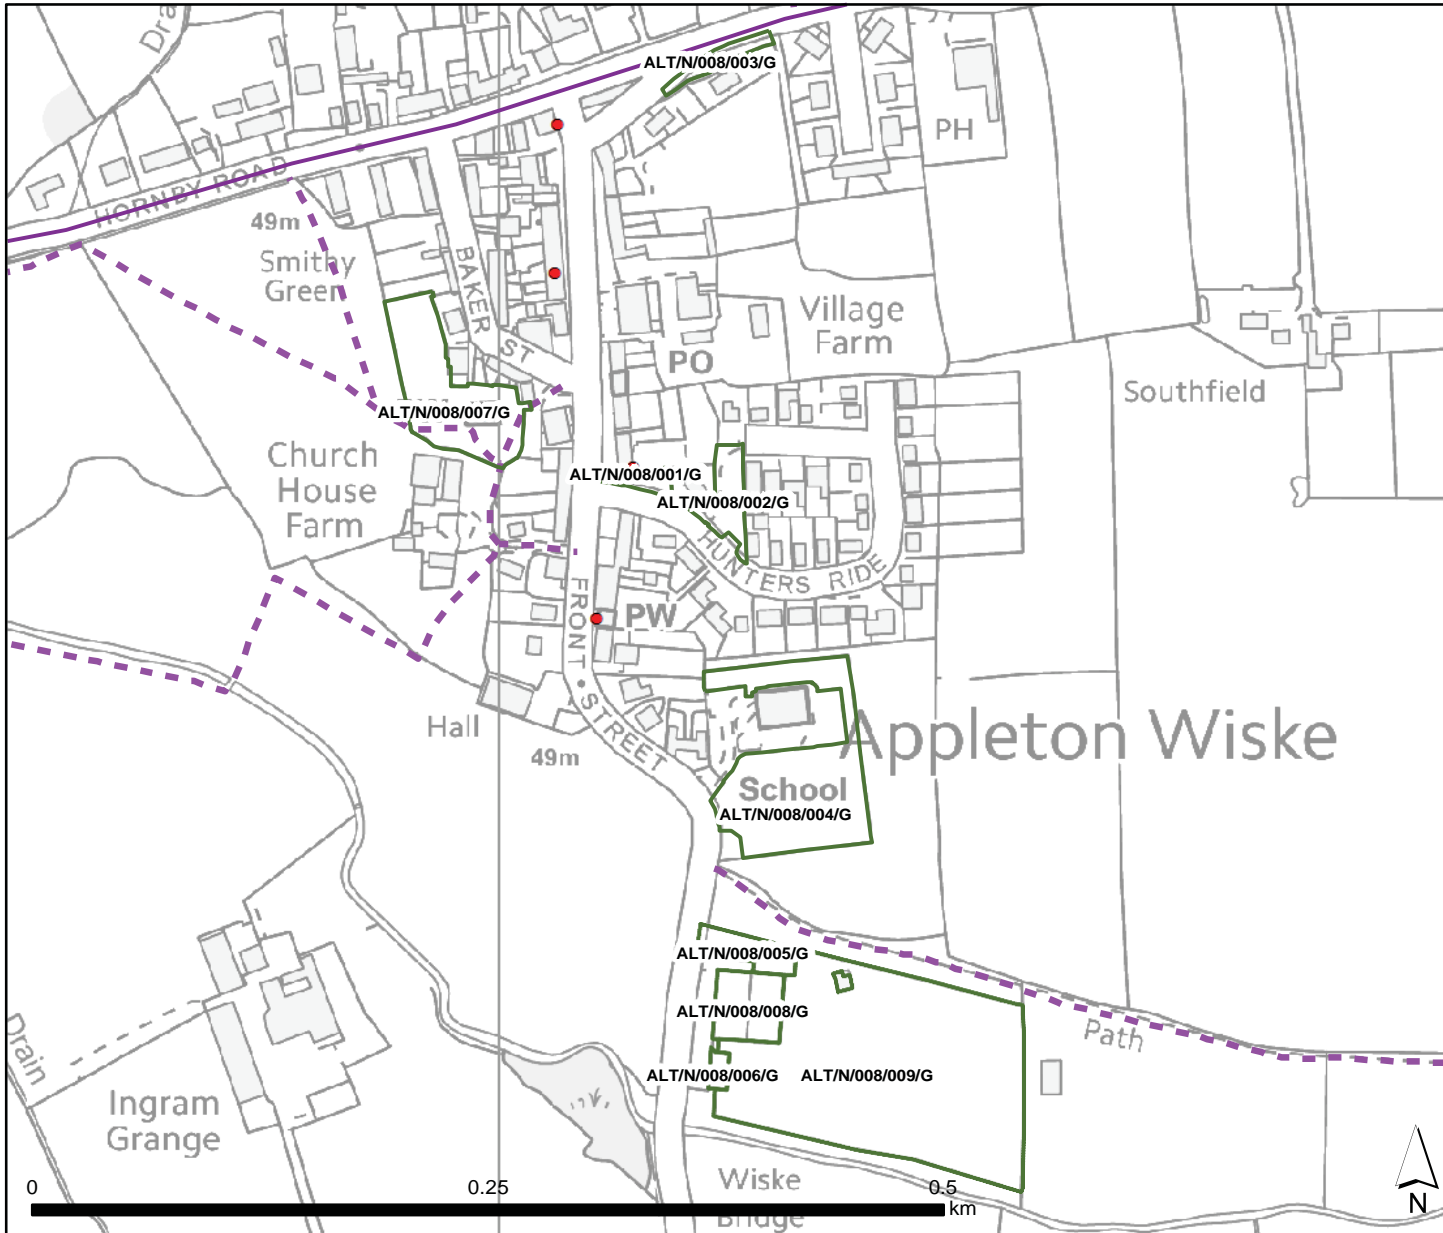 Dra
ALT/N/008/003/G
PH
HORNBY ROAD
49m
Smithy
Green
BAKER ST
Village
Farm
PO
Southfield
ALT/N/008/007/G
Church
House
Farm
ALT/N/008/001/G
ALT/N/008/002/G
HUNTERS RIDE
FRONT STREET
PW
Hall
49m
Appleton Wiske
School
ALT/N/008/004/G
ALT/N/008/005/G
ALT/N/008/008/G
ALT/N/008/006/G
ALT/N/008/009/G
Path
Drain
Ingram
Grange
Wiske
Bridge
0
0.25
0.5
km
N